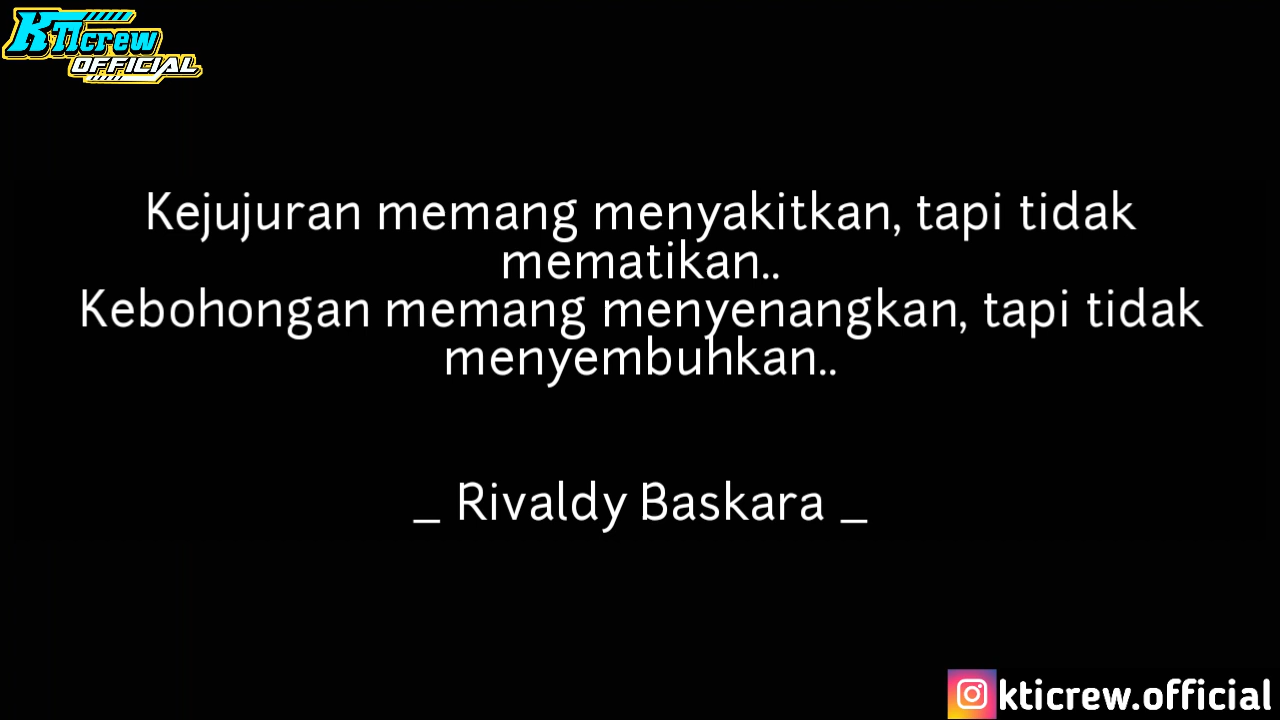 KTIcrew
OFFICIAL
Kejujuran memang menyakitkan, tapi tidak
mematikan..
Kebohongan memang menyenangkan, tapi tidak
menyembuhkan..
_ Rivaldy Baskara _
kticrew.official